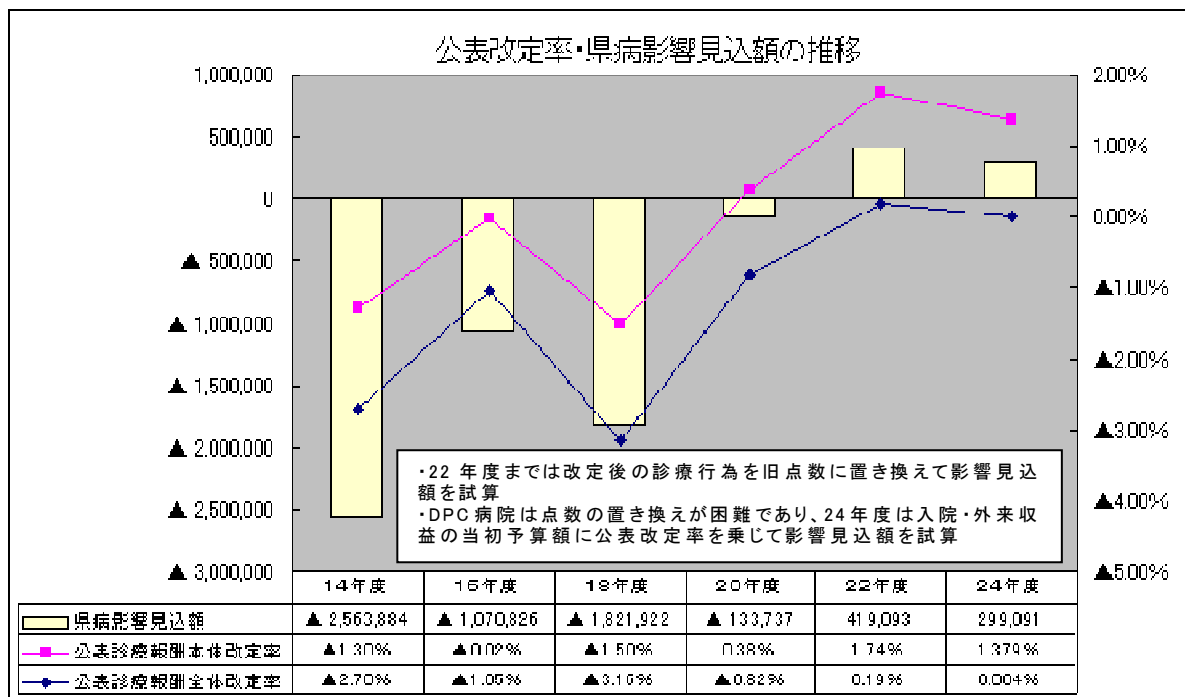 公表改定率・県病影響見込額の推移
1,000,000
500,000
0
▲ 500,000
▲ 1,000,000
▲ 1,500,000
▲ 2,000,000
▲ 2,500,000
▲ 3,000,000
2.00%
1.00%
0.00%
▲1.00%
▲2.00%
▲3.00%
▲4.00%
▲5.00%
・22 年度までは改定後の診療行為を旧点数に置き換えて影響見込
額を試算
・DPC 病院は点数の置き換えが困難であり、24年度は入院・外来収
益の当初予算額に公表改定率を乗じて影響見込額を試算
14年度 16年度 18年度 20年度 22年度 24年度
県病影響見込額 ▲ 2,563,884 ▲ 1,070,826 ▲ 1,821,922 ▲ 133,737 419,093 299,091
公表診療報酬本体改定率 ▲1.30% ▲0.02% ▲1.50% 0.38% 1.74% 1.379%
公表診療報酬全体改定率 ▲2.70% ▲1.05% ▲3.16% ▲0.82% 0.19% 0.004%